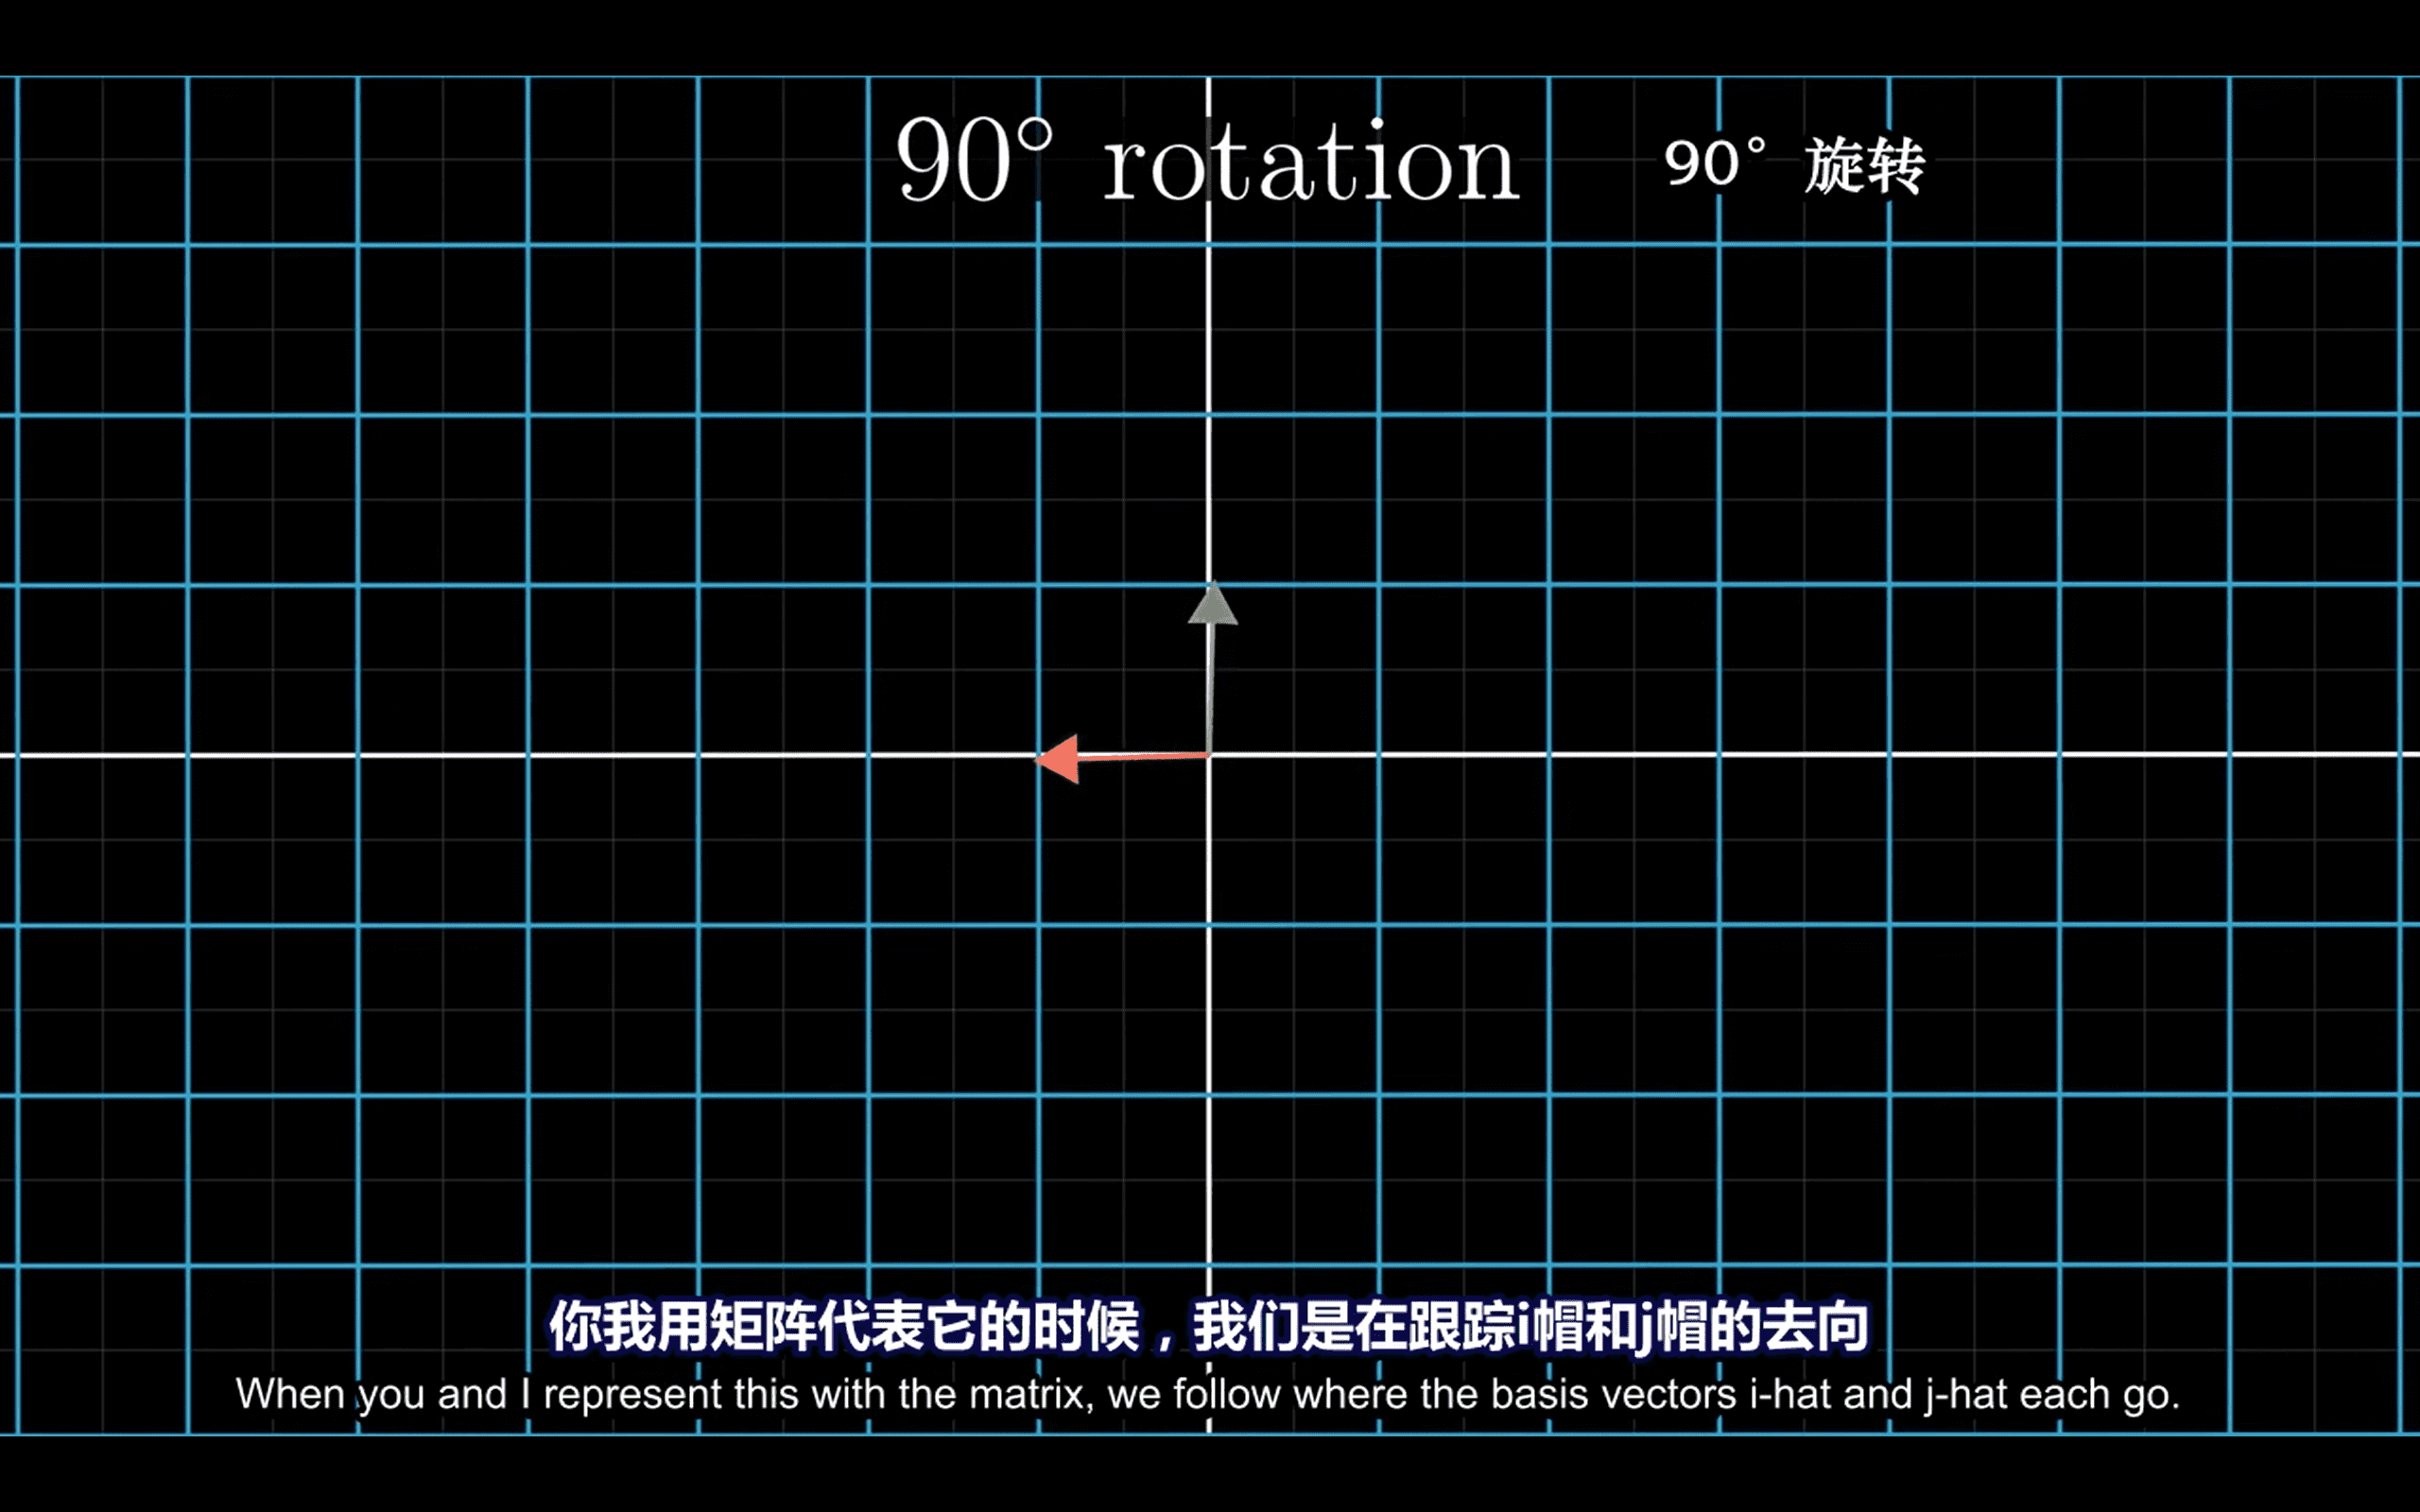 90° rotation
90° 旋转
你我用矩阵代表它的时候，我们是在跟踪i帽和j帽的去向
When you and I represent this with the matrix, we follow where the basis vectors i-hat and j-hat each go.